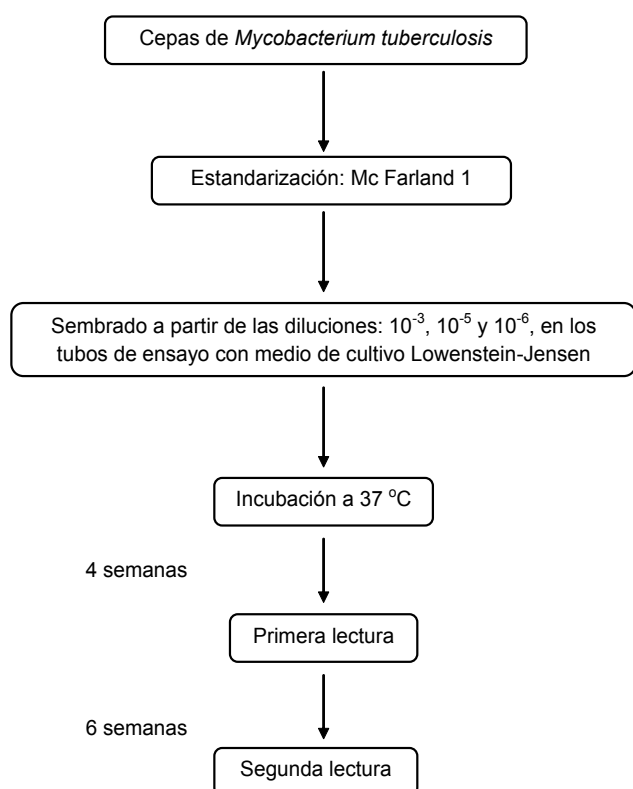 Cepas de Mycobacterium tuberculosis
Estandarización: Mc Farland 1
Sembrado a partir de las diluciones: 10⁻³, 10⁻⁵ y 10⁻⁶, en los
tubos de ensayo con medio de cultivo Lowenstein-Jensen
Incubación a 37 ºC
4 semanas
Primera lectura
6 semanas
Segunda lectura